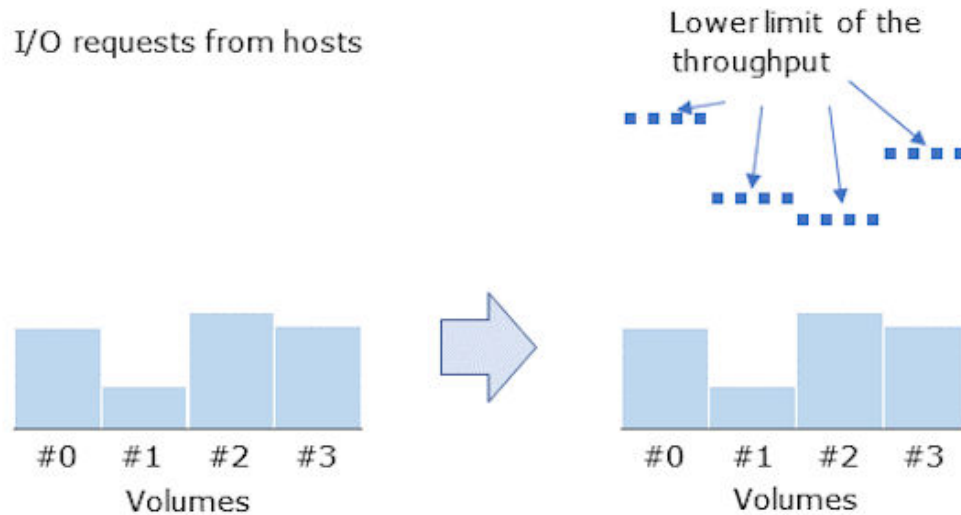 I/O requests from hosts
Lower limit of the
throughput
#0 #1 #2 #3
Volumes
#0 #1 #2 #3
Volumes